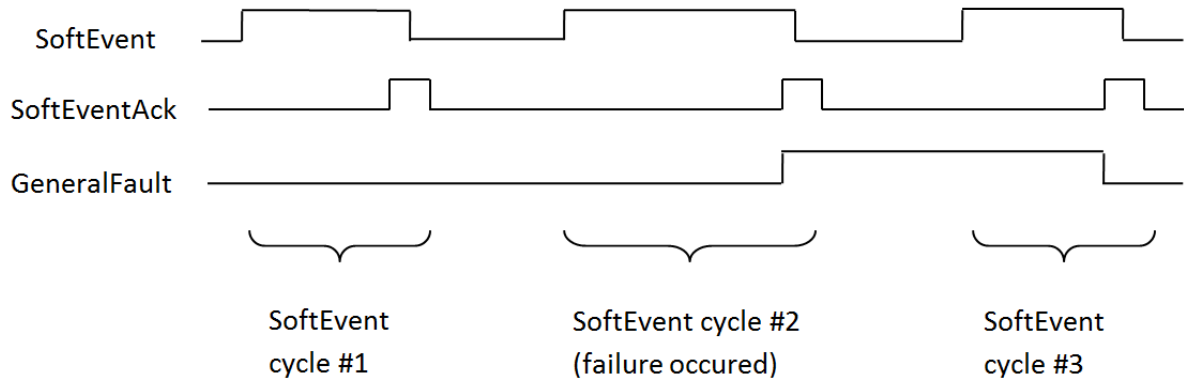 SoftEvent
SoftEventAck
GeneralFault
SoftEvent
cycle #1
SoftEvent cycle #2
(failure occured)
SoftEvent
cycle #3